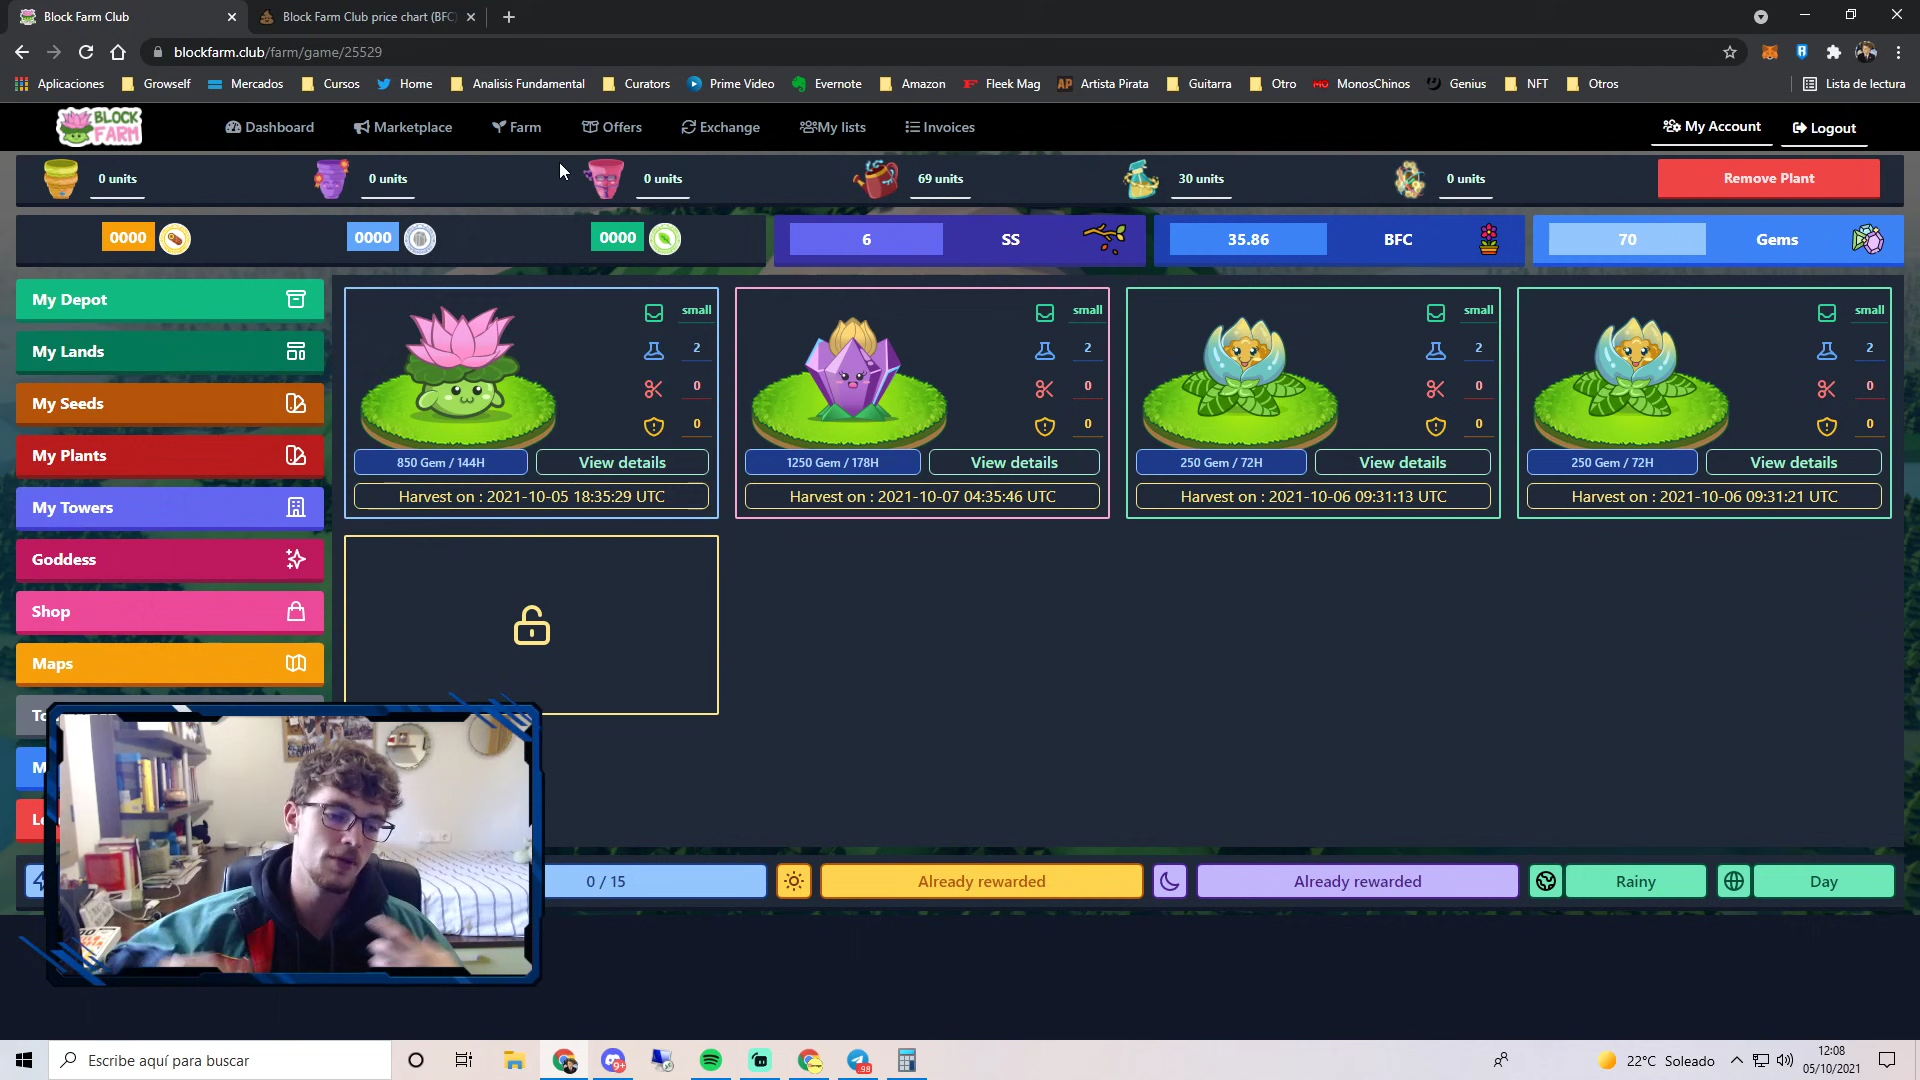 Block Farm Club
Block Farm Club price chart (BFC
blockfarm.club/farm/game/25529
Aplicaciones
Growself
Mercados
Cursos
Home
Analisis Fundamental
Curators
Prime Video
Evernote
Amazon
Fleek Mag
AP Artista Pirata
Guitarra
Otro
MO MonosChinos
Genius
NFT
Otros
Lista de lectura
BLOCK
FARM
Dashboard
Marketplace
Farm
Offers
Exchange
My lists
Invoices
My Account
Logout
0 units
0 units
0 units
69 units
30 units
0 units
Remove Plant
0000
0000
0000
6
SS
35.86
BFC
70
Gems
My Depot
My Lands
My Seeds
My Plants
My Towers
Goddess
Shop
Maps
small
2
0
0
850 Gem / 144H
View details
Harvest on : 2021-10-05 18:35:29 UTC
small
2
0
0
1250 Gem / 178H
View details
Harvest on : 2021-10-07 04:35:46 UTC
small
2
0
0
250 Gem / 72H
View details
Harvest on : 2021-10-06 09:31:13 UTC
small
2
0
0
250 Gem / 72H
View details
Harvest on : 2021-10-06 09:31:21 UTC
0 / 15
Already rewarded
Already rewarded
Rainy
Day
Escribe aquí para buscar
9+
98
22°C Soleado
12:08
05/10/2021